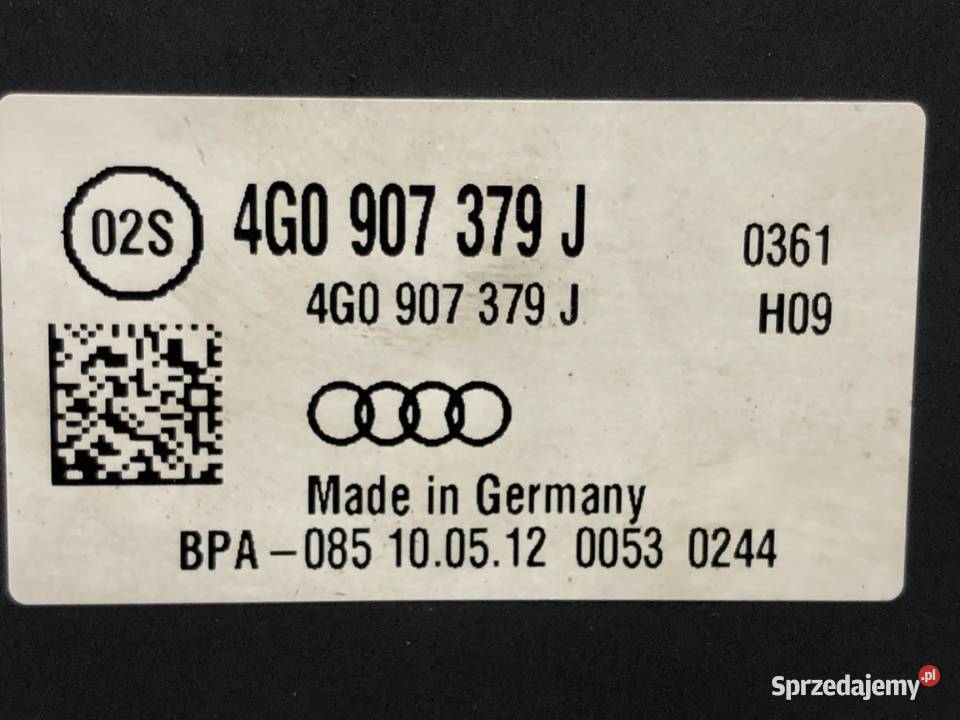 02S 4G0 907 379 J 0361
4G0 907 379 J H09
Made in Germany
BPA-085 10.05.12 0053 0244
Sprzedajemy.pl